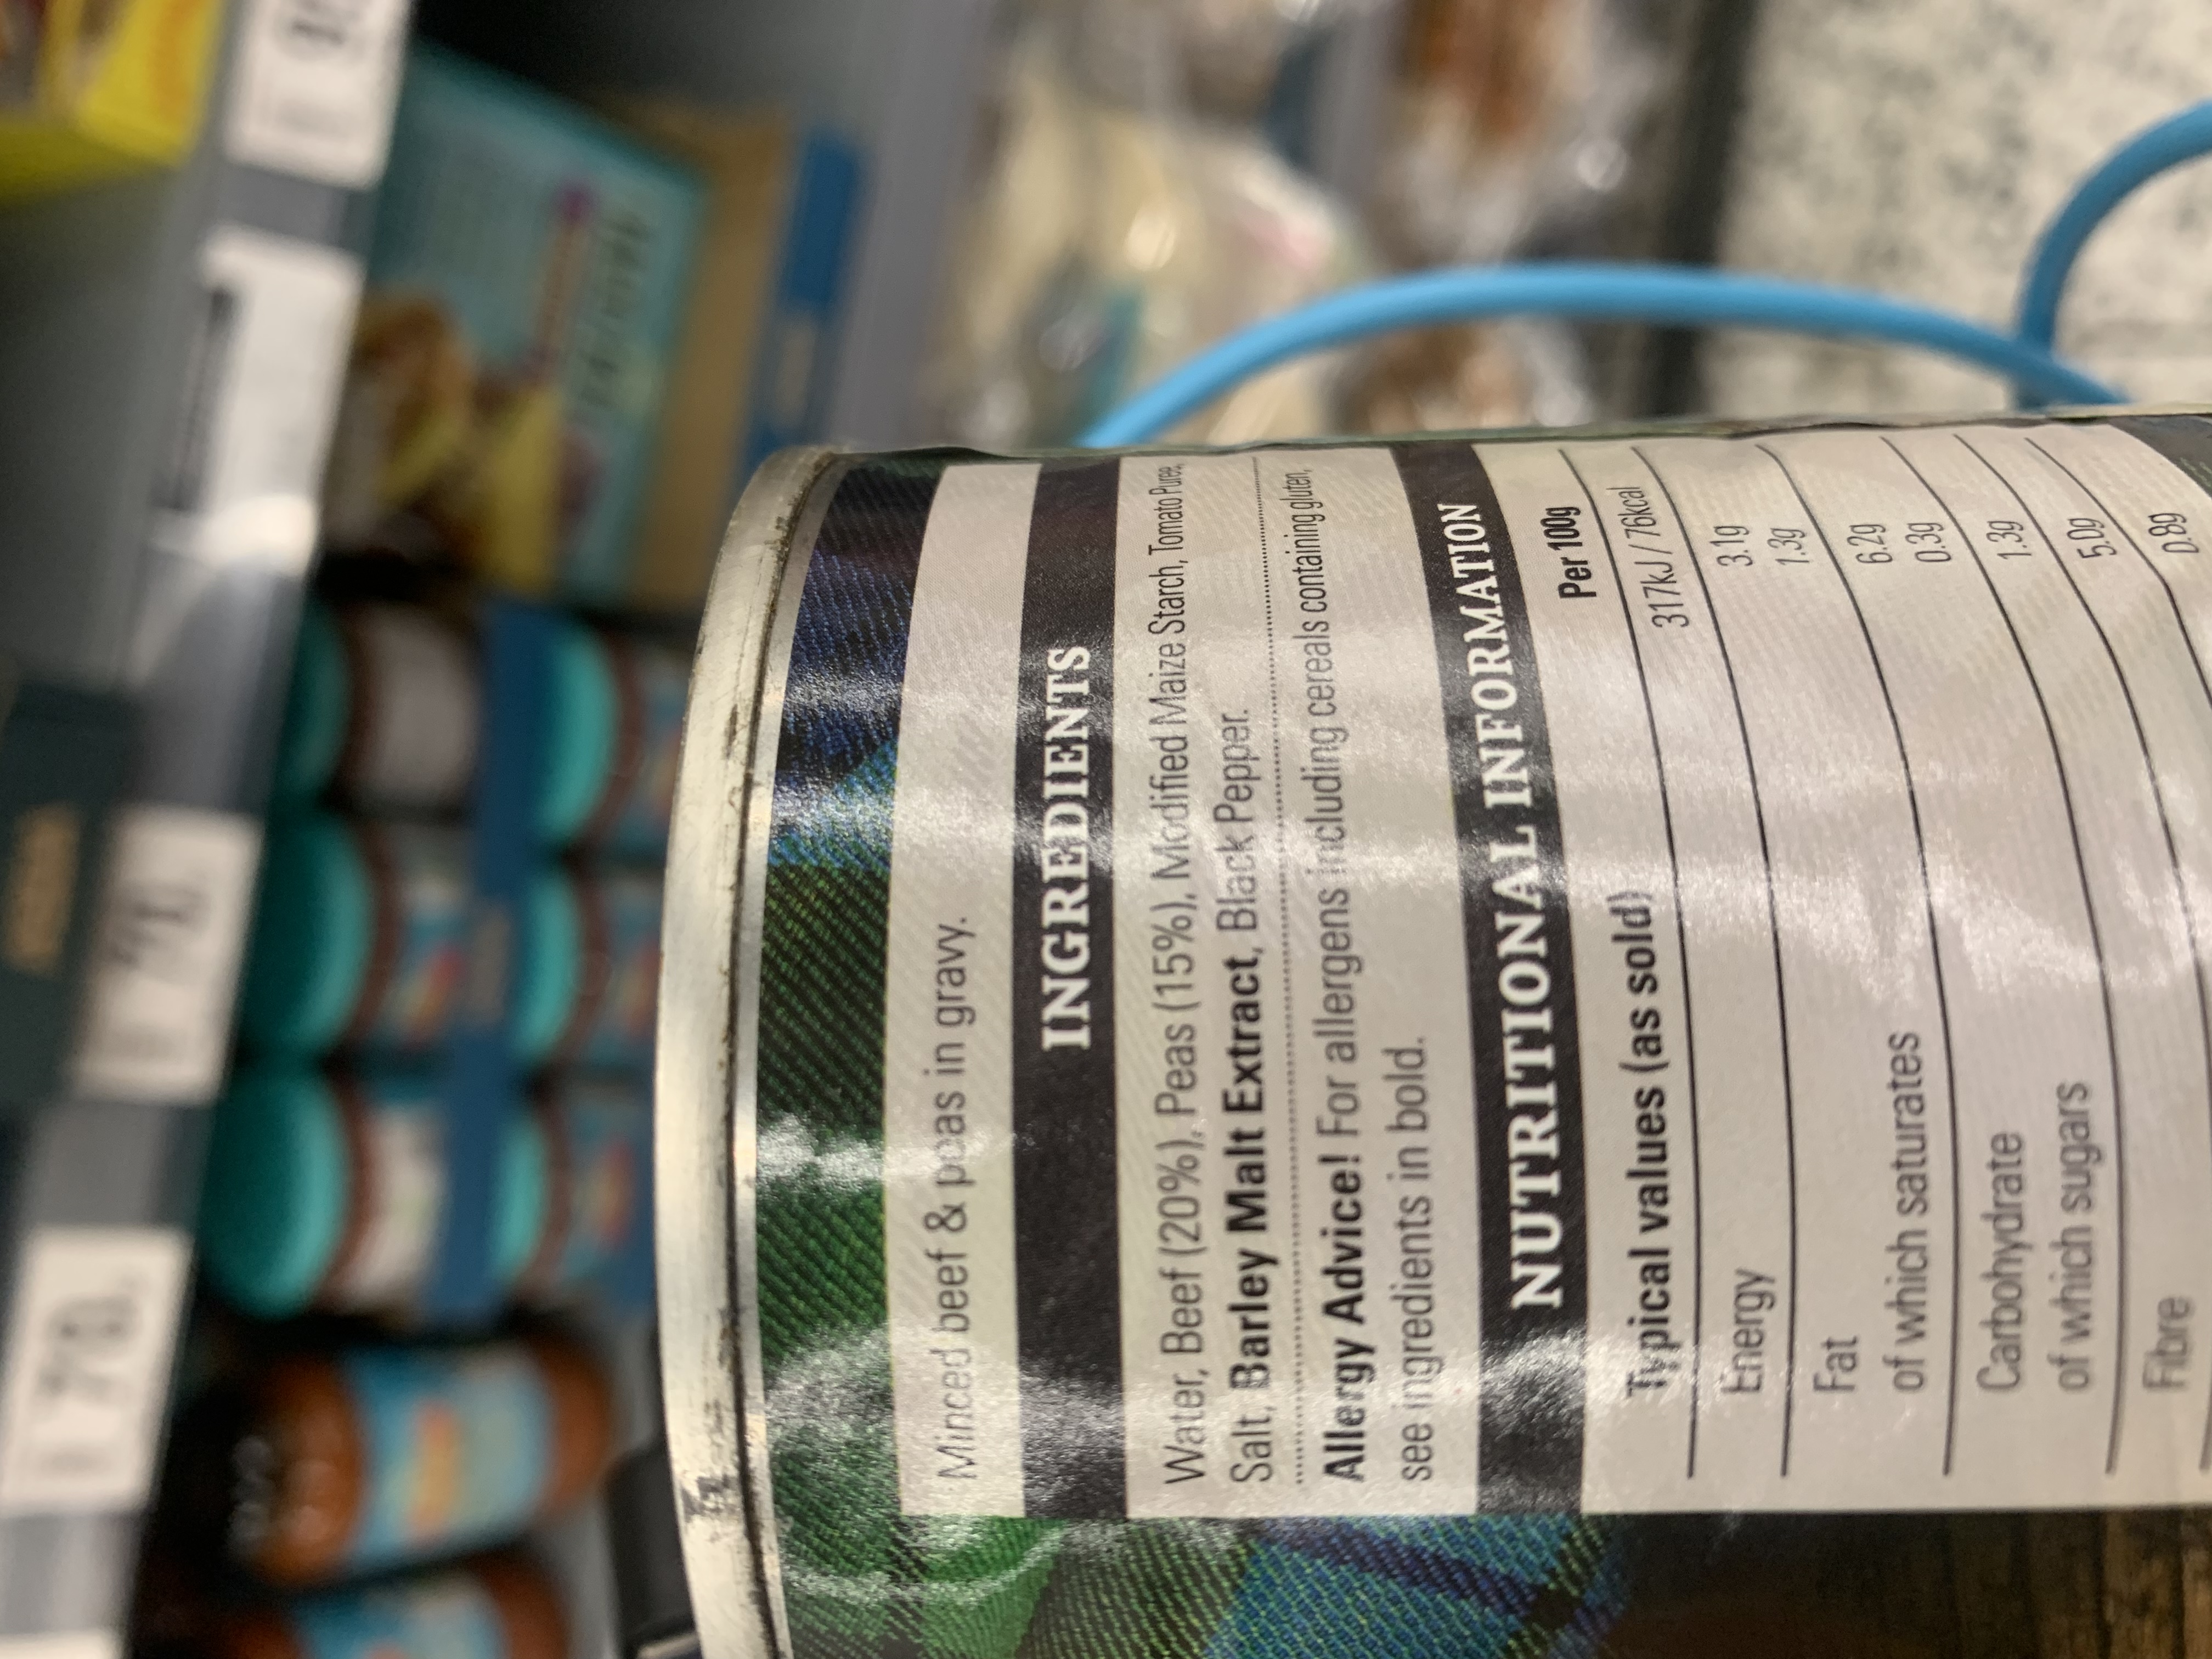 70.
Minced beef & peas in gravy.
INGREDIENTS
Water, Beef (20%), Peas (15%), Modified Maize Starch, Tomato Puree,
Salt, Barley Malt Extract, Black Pepper.
Allergy Advice! For allergens including cereals containing gluten,
see ingredients in bold.
NUTRITIONAL INFORMATION
Typical values (as sold) Per 100g
Energy 317kJ / 76kcal
Fat 3.1g
of which saturates 1.3g
Carbohydrate 6.2g
of which sugars 0.3g
Fibre 1.3g
5.0g
0.8g